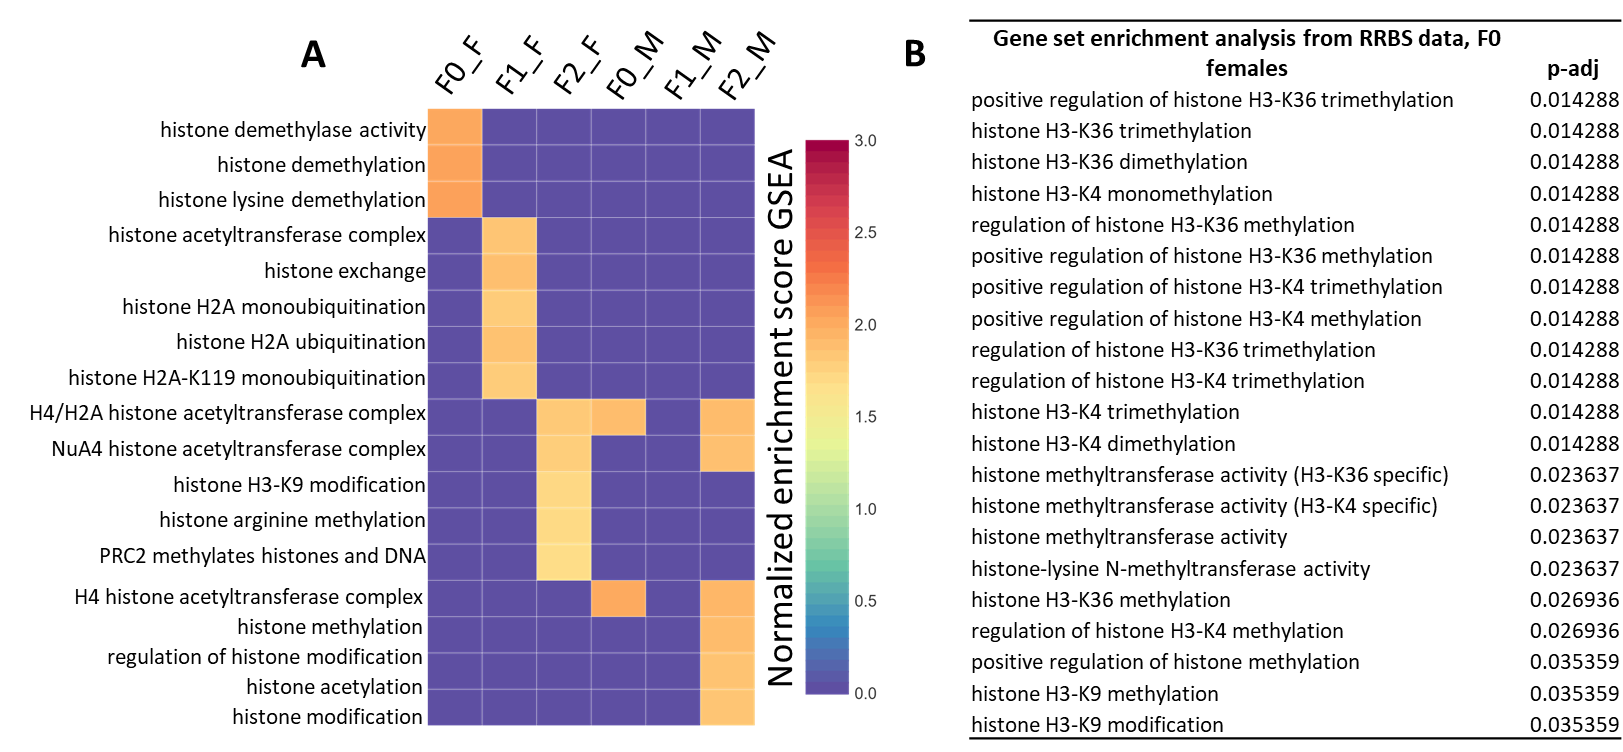 A
F0_F
F1_F
F2_F
F0_M
F1_M
F2_M
histone demethylase activity
histone demethylation
histone lysine demethylation
histone acetyltransferase complex
histone exchange
histone H2A monoubiquitination
histone H2A ubiquitination
histone H2A-K119 monoubiquitination
H4/H2A histone acetyltransferase complex
NuA4 histone acetyltransferase complex
histone H3-K9 modification
histone arginine methylation
PRC2 methylates histones and DNA
H4 histone acetyltransferase complex
histone methylation
regulation of histone modification
histone acetylation
histone modification
Normalized enrichment score GSEA
3.0
2.5
2.0
1.5
1.0
0.5
0.0
B
Gene set enrichment analysis from RRBS data, F0
females p-adj
positive regulation of histone H3-K36 trimethylation 0.014288
histone H3-K36 trimethylation 0.014288
histone H3-K36 dimethylation 0.014288
histone H3-K4 monomethylation 0.014288
regulation of histone H3-K36 methylation 0.014288
positive regulation of histone H3-K36 methylation 0.014288
positive regulation of histone H3-K4 trimethylation 0.014288
positive regulation of histone H3-K4 methylation 0.014288
regulation of histone H3-K36 trimethylation 0.014288
regulation of histone H3-K4 trimethylation 0.014288
histone H3-K4 trimethylation 0.014288
histone H3-K4 dimethylation 0.014288
histone methyltransferase activity (H3-K36 specific) 0.023637
histone methyltransferase activity (H3-K4 specific) 0.023637
histone methyltransferase activity 0.023637
histone-lysine N-methyltransferase activity 0.023637
histone H3-K36 methylation 0.026936
regulation of histone H3-K4 methylation 0.026936
positive regulation of histone methylation 0.035359
histone H3-K9 methylation 0.035359
histone H3-K9 modification 0.035359